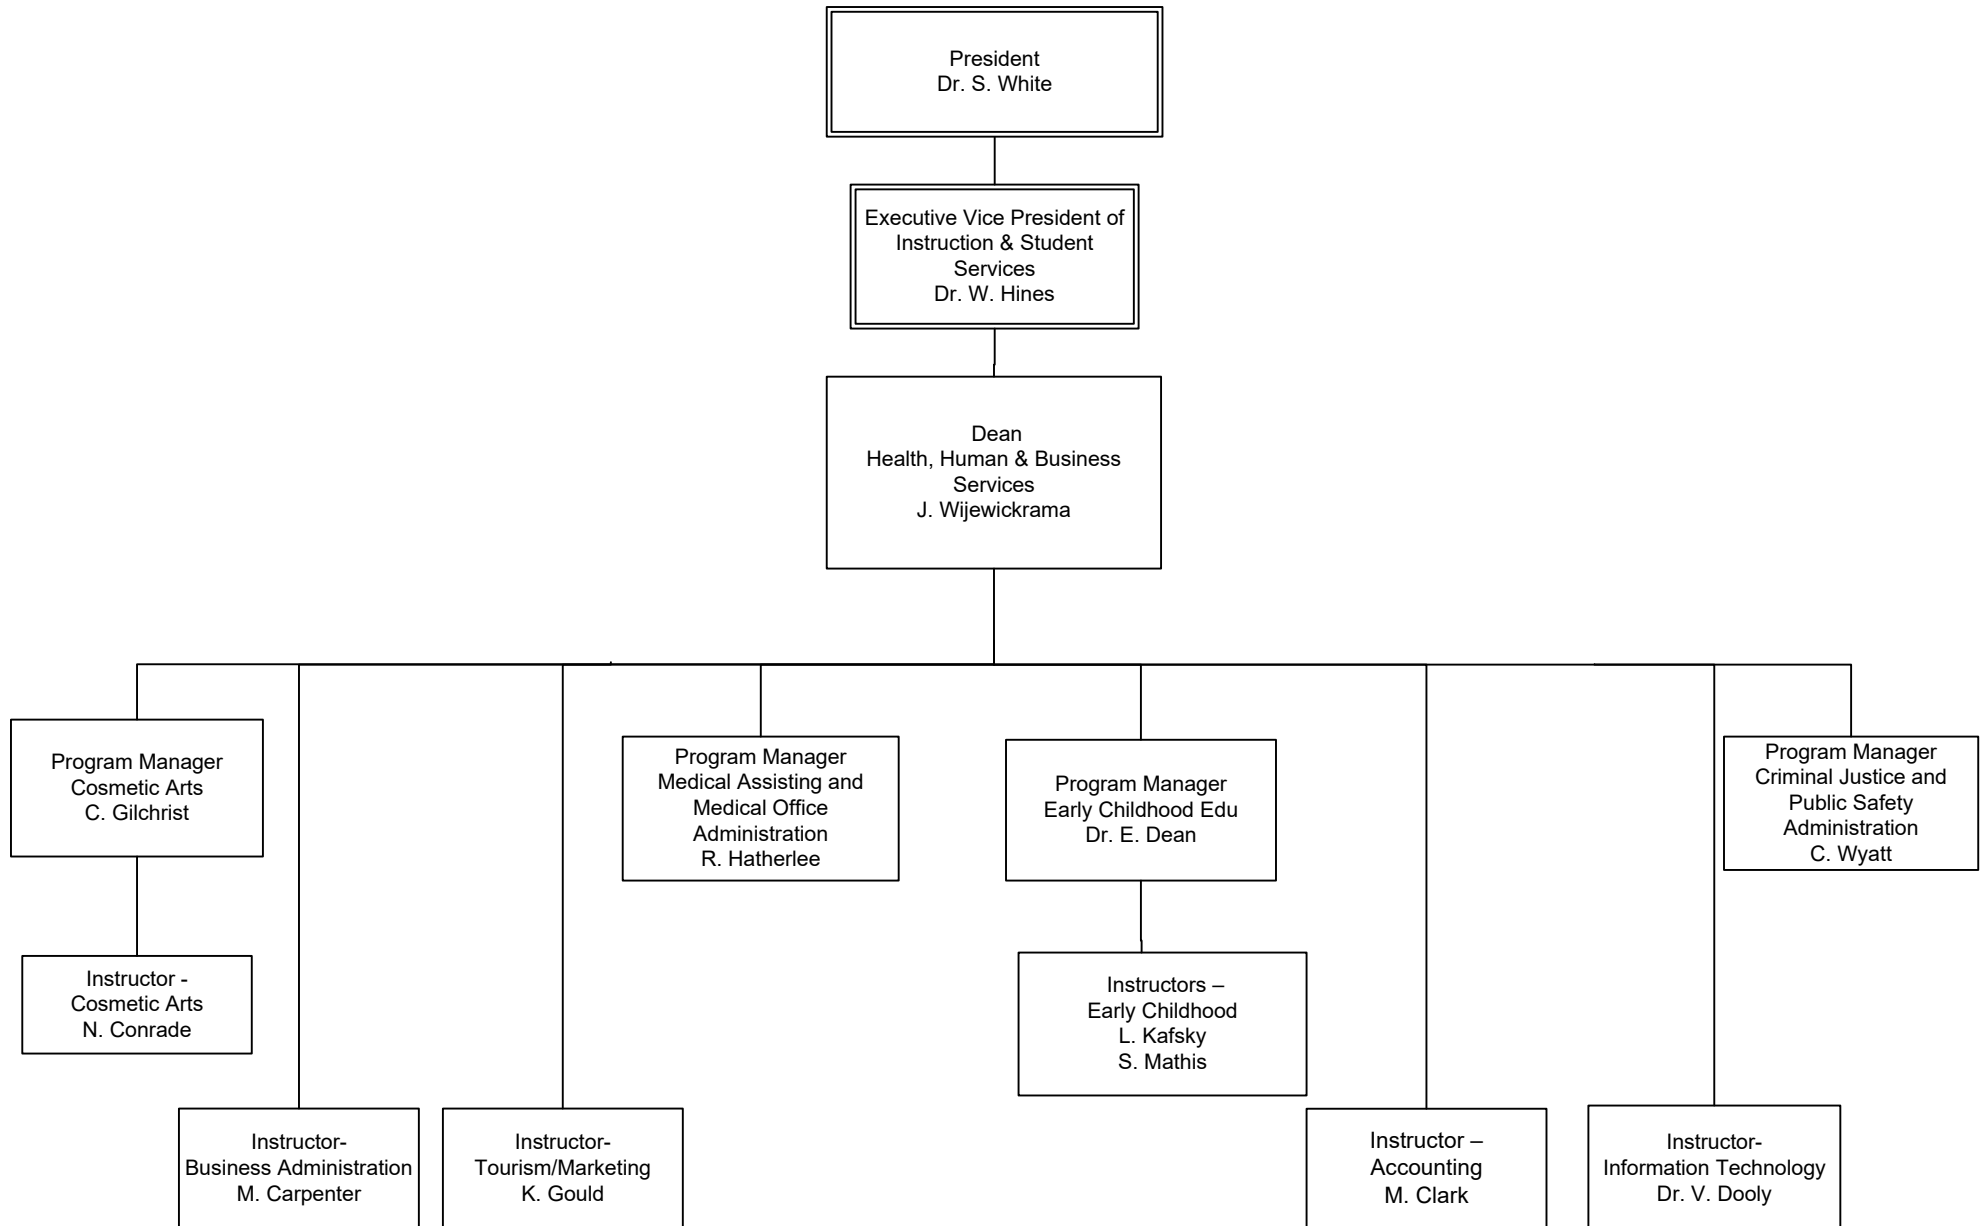 President
Dr. S. White
Executive Vice President of
Instruction & Student
Services
Dr. W. Hines
Dean
Health, Human & Business
Services
J. Wijewickrama
Program Manager
Cosmetic Arts
C. Gilchrist
Program Manager
Medical Assisting and
Medical Office
Administration
R. Hatherlee
Program Manager
Early Childhood Edu
Dr. E. Dean
Program Manager
Criminal Justice and
Public Safety
Administration
C. Wyatt
Instructor -
Cosmetic Arts
N. Conrade
Instructors –
Early Childhood
L. Kafsky
S. Mathis
Instructor-
Business Administration
M. Carpenter
Instructor-
Tourism/Marketing
K. Gould
Instructor –
Accounting
M. Clark
Instructor-
Information Technology
Dr. V. Dooly